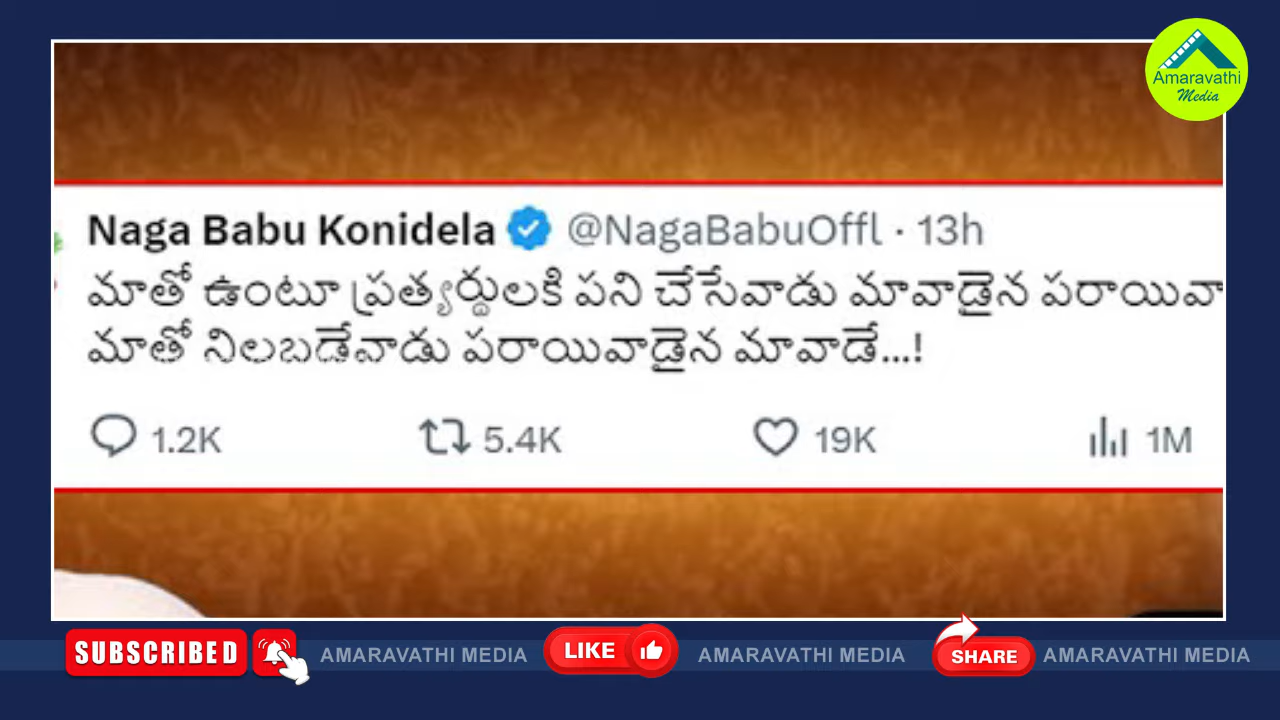 Amaravathi
Media
Naga Babu Konidela @NagaBabuOffl · 13h
మాతో ఉంటూ ప్రత్యర్థులకి పని చేసేవాడు మావాడైన పరాయివా
మాతో నిలబడేవాడు పరాయివాడైన మావాడే...!
1.2K 5.4K 19K 1M
SUBSCRIBED AMARAVATHI MEDIA LIKE AMARAVATHI MEDIA SHARE AMARAVATHI MEDIA